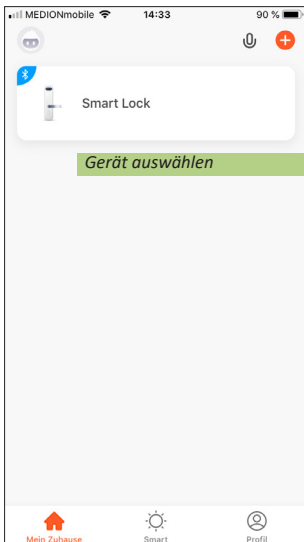 MEDIONmobile 14:33 90 %
Smart Lock
Gerät auswählen
Mein Zuhause Smart Profil